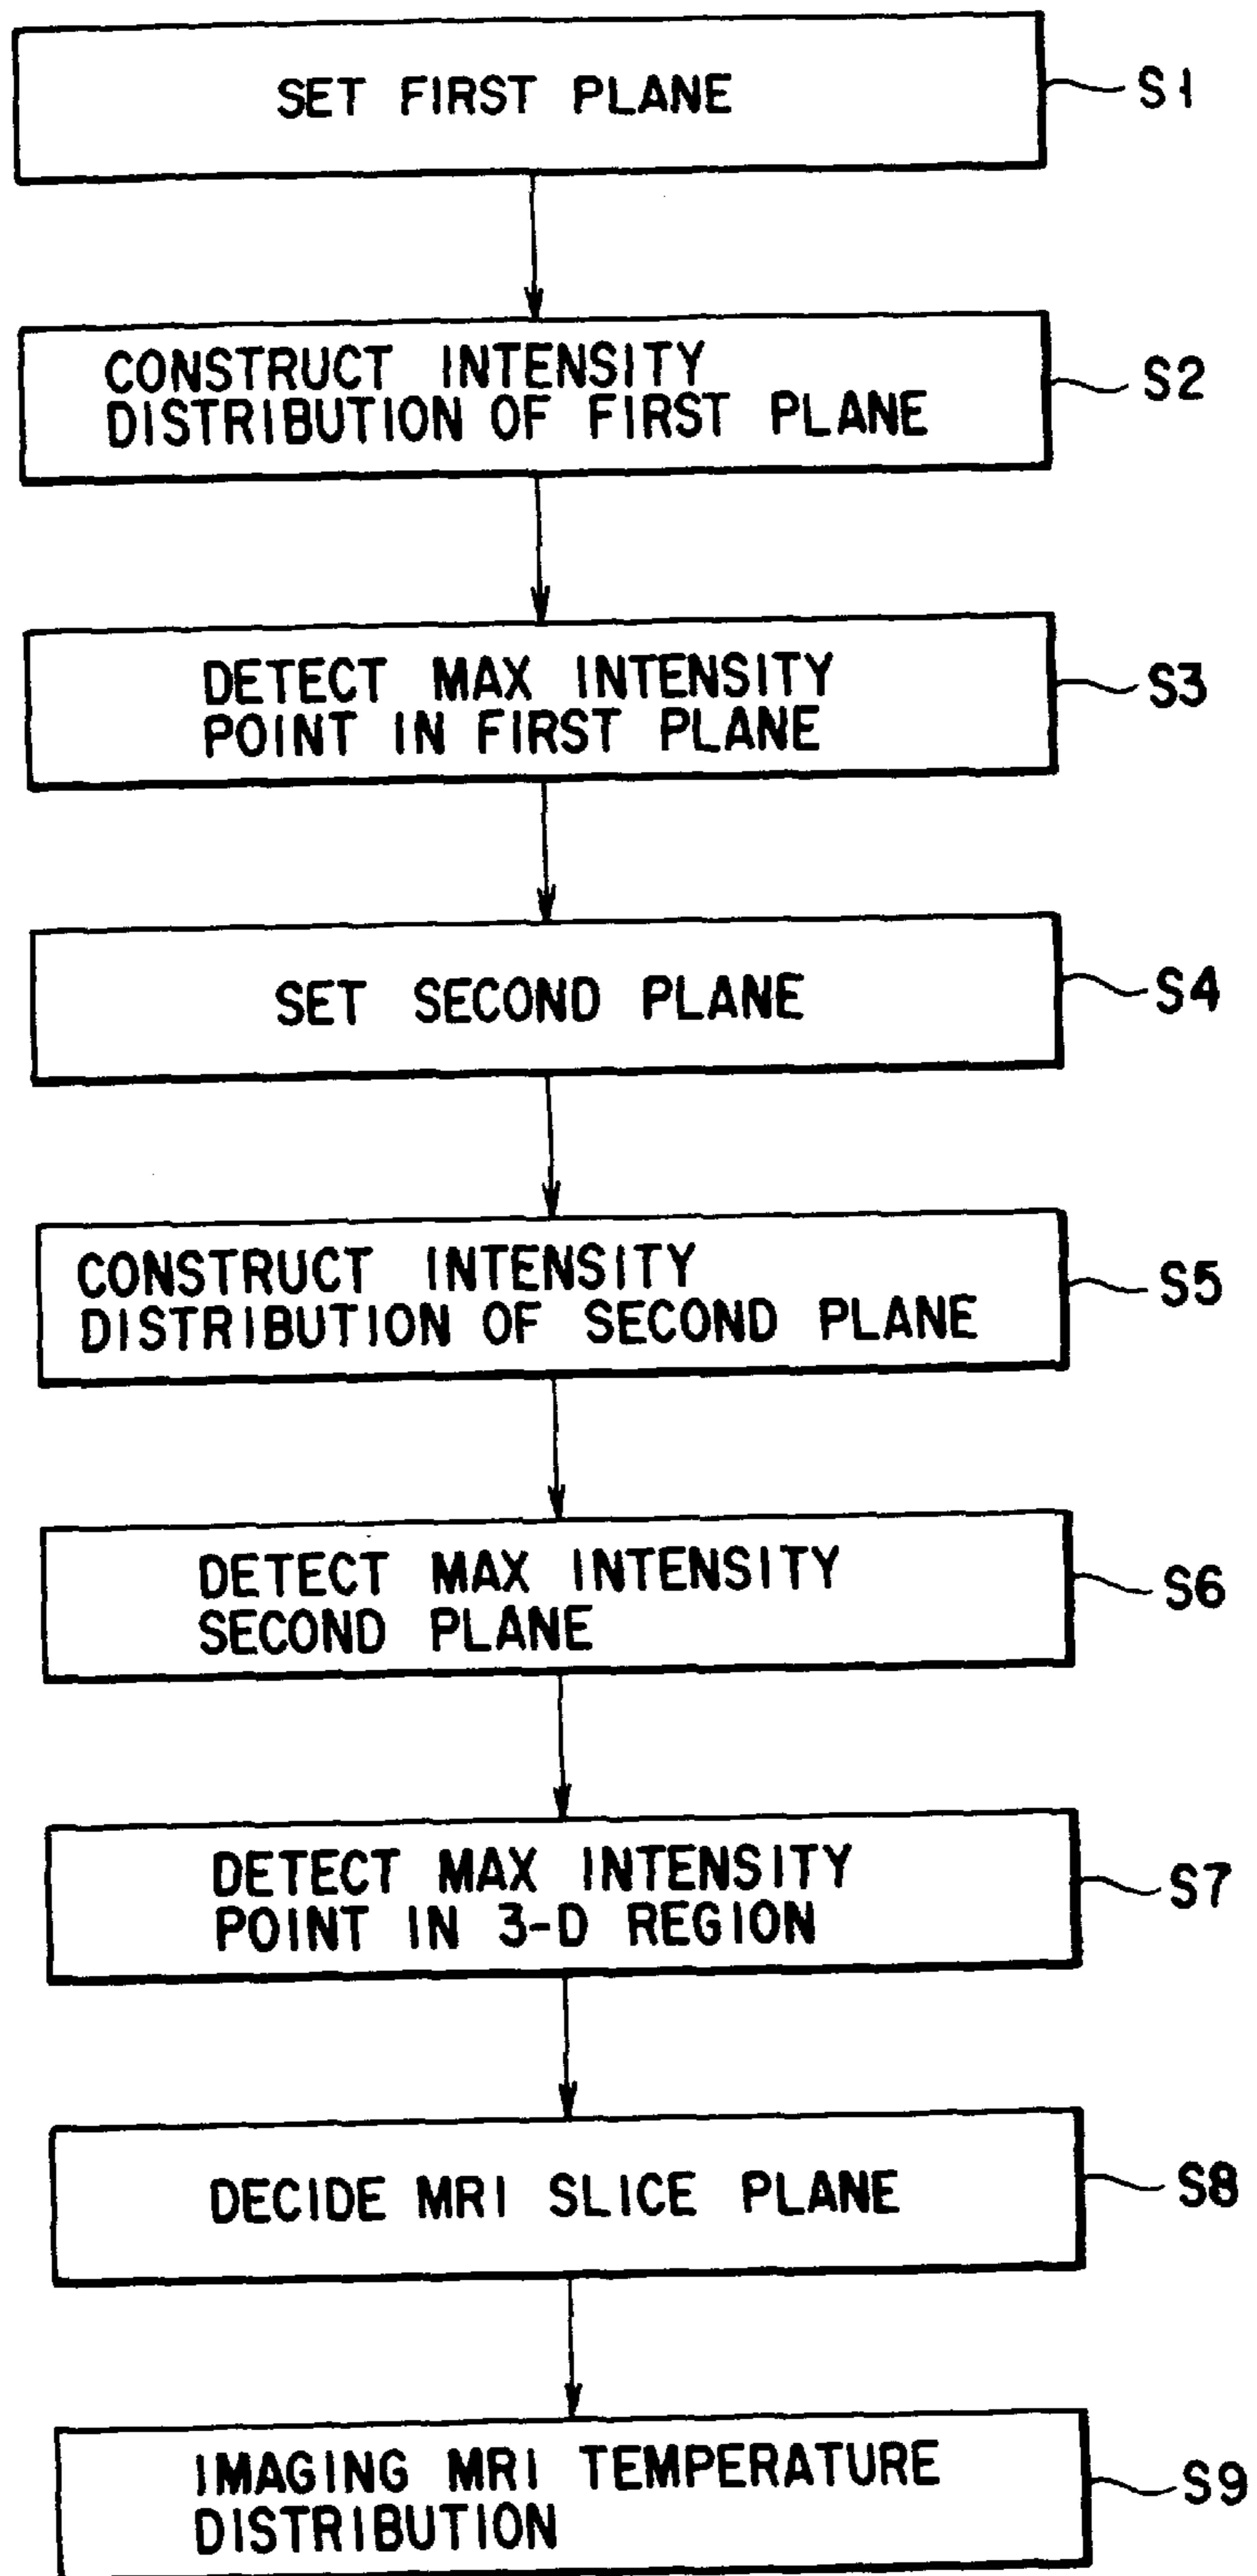 SET FIRST PLANE
S1
CONSTRUCT INTENSITY
DISTRIBUTION OF FIRST PLANE
S2
DETECT MAX INTENSITY
POINT IN FIRST PLANE
S3
SET SECOND PLANE
S4
CONSTRUCT INTENSITY
DISTRIBUTION OF SECOND PLANE
S5
DETECT MAX INTENSITY
SECOND PLANE
S6
DETECT MAX INTENSITY
POINT IN 3-D REGION
S7
DECIDE MRI SLICE PLANE
S8
IMAGING MRI TEMPERATURE
DISTRIBUTION
S9